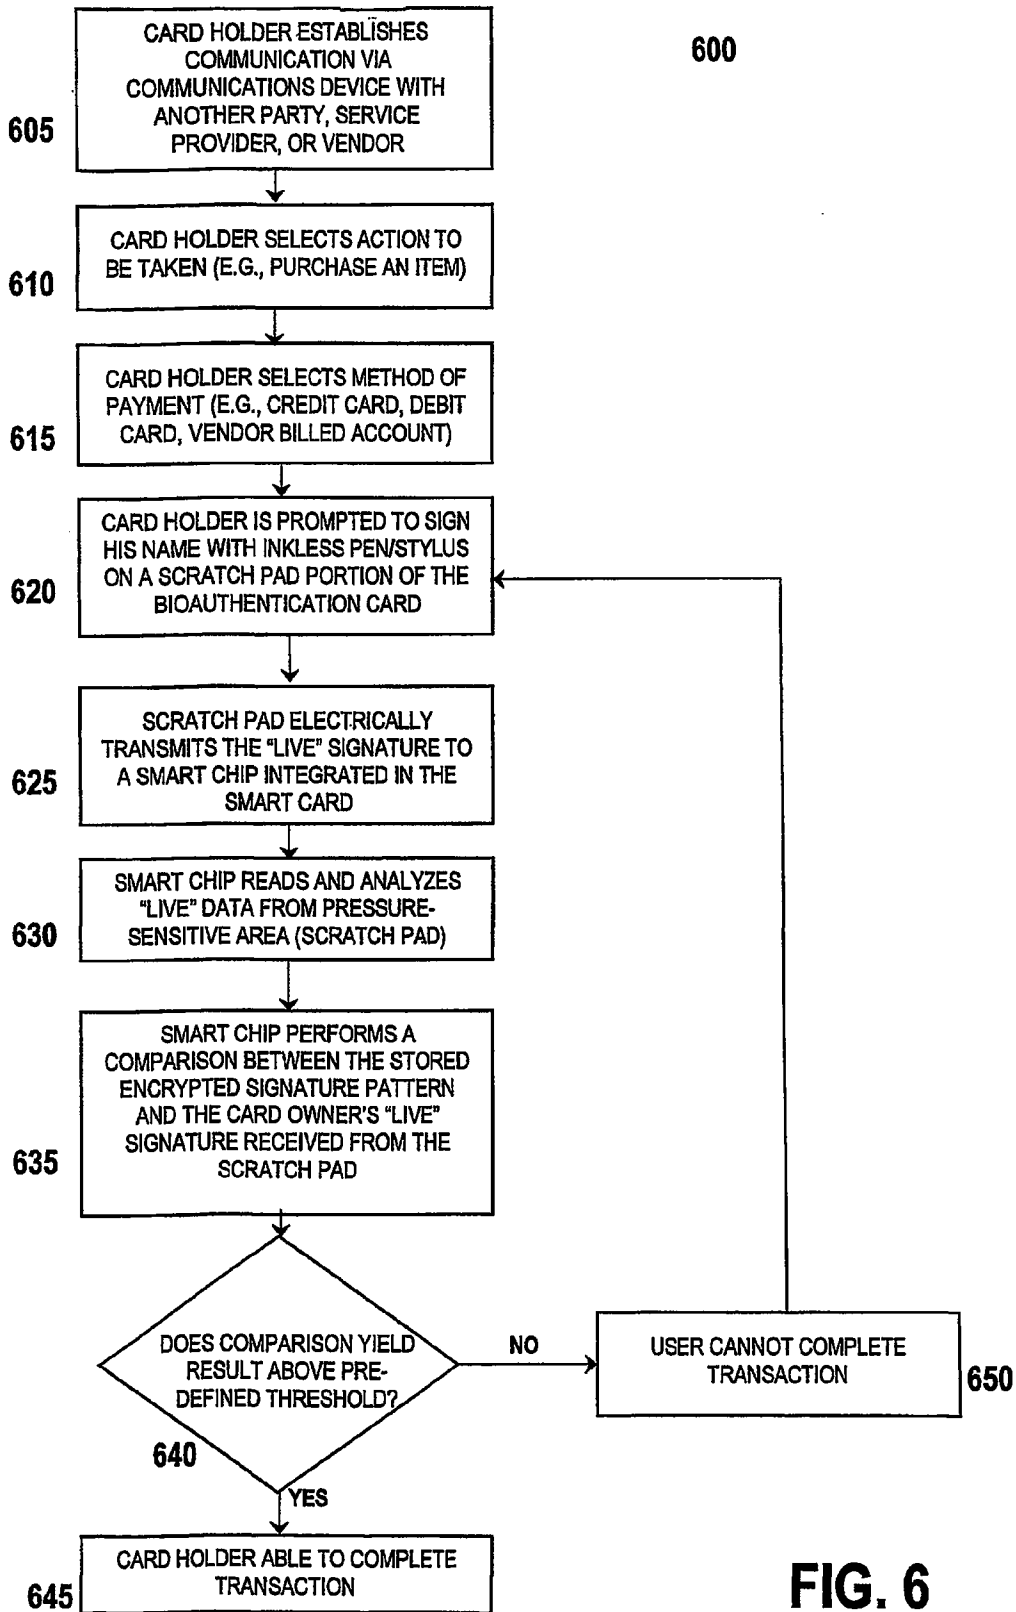 CARD HOLDER ESTABLISHES
COMMUNICATION VIA
COMMUNICATIONS DEVICE WITH
ANOTHER PARTY, SERVICE
PROVIDER, OR VENDOR
605
600
CARD HOLDER SELECTS ACTION TO
BE TAKEN (E.G., PURCHASE AN ITEM)
610
CARD HOLDER SELECTS METHOD OF
PAYMENT (E.G., CREDIT CARD, DEBIT
CARD, VENDOR BILLED ACCOUNT)
615
CARD HOLDER IS PROMPTED TO SIGN
HIS NAME WITH INKLESS PEN/STYLUS
ON A SCRATCH PAD PORTION OF THE
BIOAUTHENTICATION CARD
620
SCRATCH PAD ELECTRICALLY
TRANSMITS THE "LIVE" SIGNATURE TO
A SMART CHIP INTEGRATED IN THE
SMART CARD
625
SMART CHIP READS AND ANALYZES
"LIVE" DATA FROM PRESSURE-
SENSITIVE AREA (SCRATCH PAD)
630
SMART CHIP PERFORMS A
COMPARISON BETWEEN THE STORED
ENCRYPTED SIGNATURE PATTERN
AND THE CARD OWNER'S "LIVE"
SIGNATURE RECEIVED FROM THE
SCRATCH PAD
635
DOES COMPARISON YIELD
RESULT ABOVE PRE-
DEFINED THRESHOLD?
640
NO
USER CANNOT COMPLETE
TRANSACTION
650
YES
CARD HOLDER ABLE TO COMPLETE
TRANSACTION
645
FIG. 6